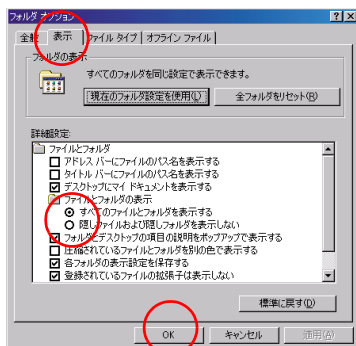 フォルダ オプション
全般 表示 ファイル タイプ オフライン ファイル
フォルダの表示
すべてのフォルダを同じ設定で表示できます。
現在のフォルダ設定を使用(L) 全フォルダをリセット(R)
詳細設定:
ファイルとフォルダ
アドレス バーにファイルのパス名を表示する
タイトル バーにファイルのパス名を表示する
デスクトップにマイ ドキュメントを表示する
ファイルとフォルダの表示
すべてのファイルとフォルダを表示する
隠しファイルおよび隠しフォルダを表示しない
フォルダとデスクトップの項目の説明をポップアップで表示する
圧縮されているファイルとフォルダを別の色で表示する
各フォルダの表示設定を保存する
登録されているファイルの拡張子は表示しない
標準に戻す(D)
OK キャンセル 適用(A)